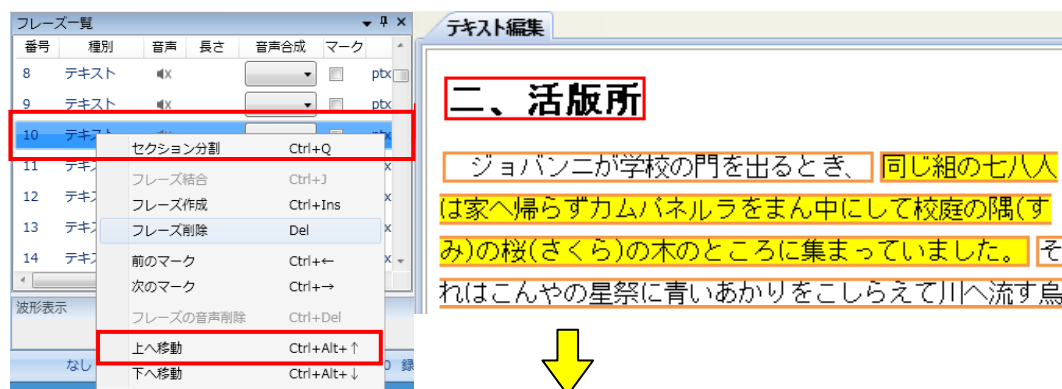 フレーズ一覧
番号 種別 音声 長さ 音声合成 マーク
8 テキスト ptx
9 テキスト ptx
10 テキ
11 テキ
12 テキ
13 テキ
14 テキ
セクション分割 Ctrl+Q
フレーズ結合 Ctrl+J
フレーズ作成 Ctrl+Ins
フレーズ削除 Del
前のマーク Ctrl+←
次のマーク Ctrl+→
フレーズの音声削除 Ctrl+Del
上へ移動 Ctrl+Alt+↑
下へ移動 Ctrl+Alt+↓
波形表示
なし
0 録
テキスト編集
二、活版所
ジョバンニが学校の門を出るとき、 同じ組の七八人
は家へ帰らずカムパネルラをまん中にして校庭の隅(す
み)の桜(さくら)の木のところに集まっていました。 そ
れはこんやの星祭に青いあかりをこしらえて川へ流す烏